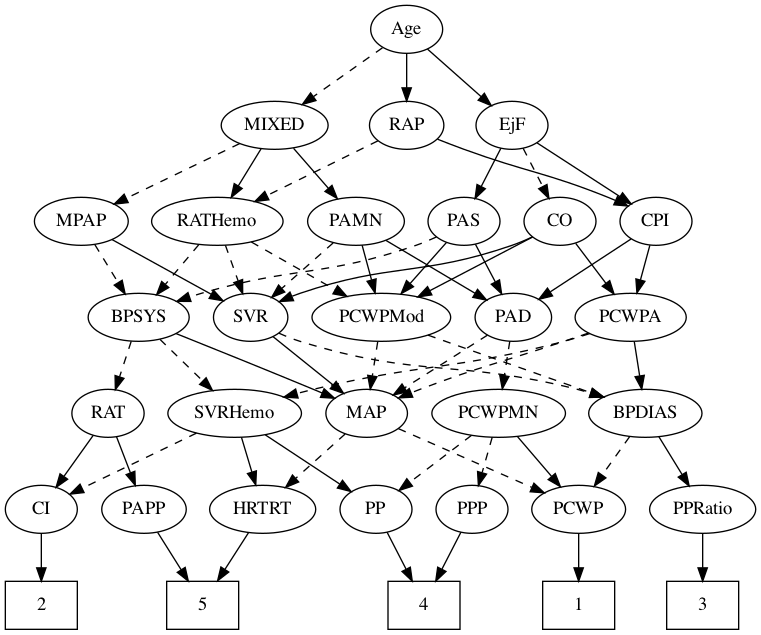 Age
MIXED RAP EjF
MPAP RATHemo PAMN PAS CO CPI
BPSYS SVR PCWPMod PAD PCWPA
RAT SVRHemo MAP PCWPMN BPDIAS
CI PAPP HRTRT PP PPP PCWP PPRatio
2 5 4 1 3